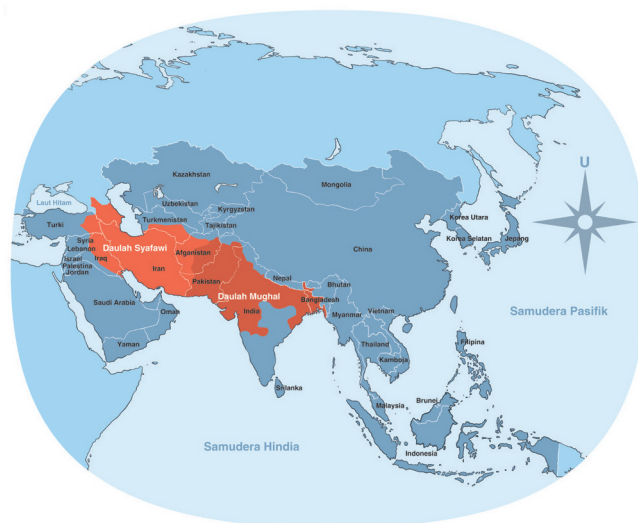 Kazakhstan
Mongolia
U
Laut Hitam
Uzbekistan
Kyrgyzstan
Turki
Turkmenistan
Tajikistan
Korea Utara
Korea Selatan
Jepang
Syria
Lebanon
Israel
Palestina
Jordan
Iraq
Daulah Syafawi
Iran
Afganistan
China
Pakistan
Nepal
Bhutan
Daulah Mughal
India
Bangladesh
Saudi Arabia
Oman
Myanmar
Vietnam
Samudera Pasifik
Yaman
Thailand
Kamboja
Filipina
Srilanka
Malaysia
Brunei
Samudera Hindia
Indonesia